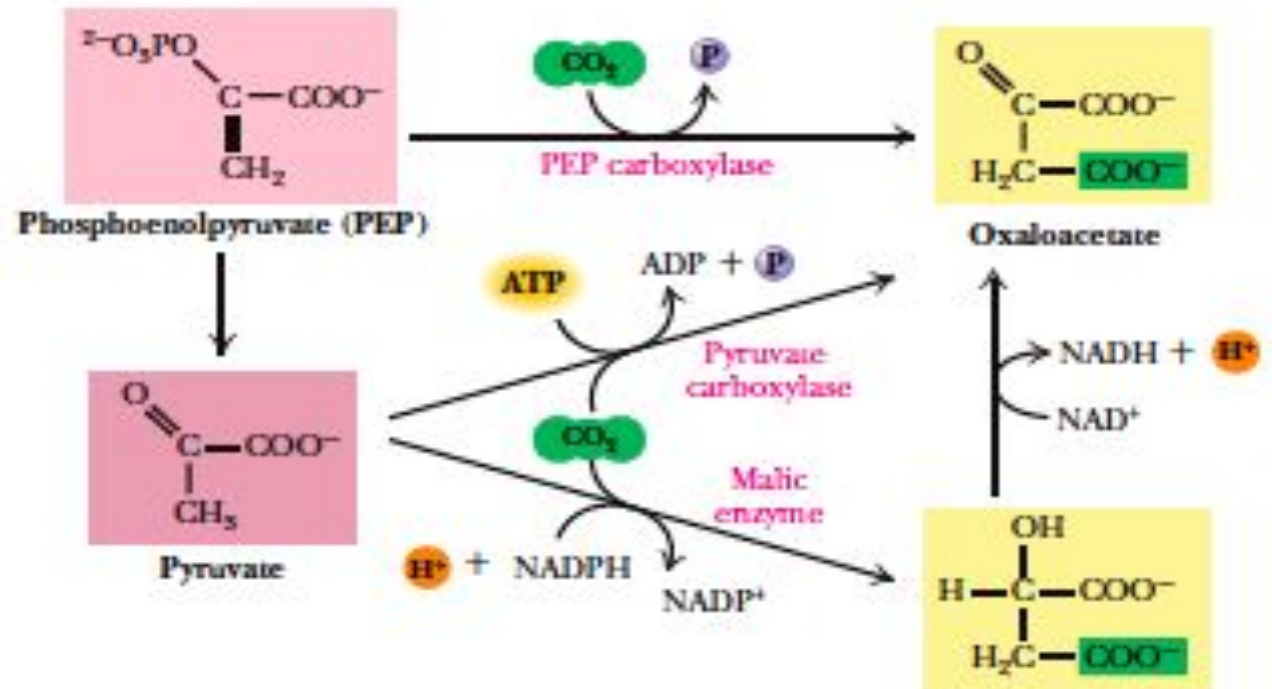 ²⁻O₃PO
C—COO⁻
CH₂
Phosphoenolpyruvate (PEP)
CO₂
P
PEP carboxylase
O
C—COO⁻
H₂C—COO⁻
Oxaloacetate
ATP
ADP + P
Pyruvate
carboxylase
NADH + H⁺
NAD⁺
O
C—COO⁻
CH₃
Pyruvate
CO₂
Malic
enzyme
H⁺ + NADPH
NADP⁺
OH
H—C—COO⁻
H₂C—COO⁻